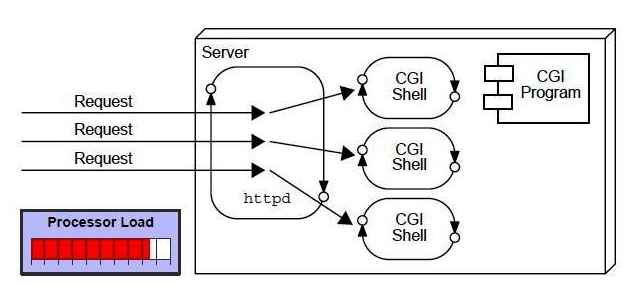 Server
CGI
Shell
CGI
Program
Request
Request
Request
CGI
Shell
httpd
CGI
Shell
Processor Load